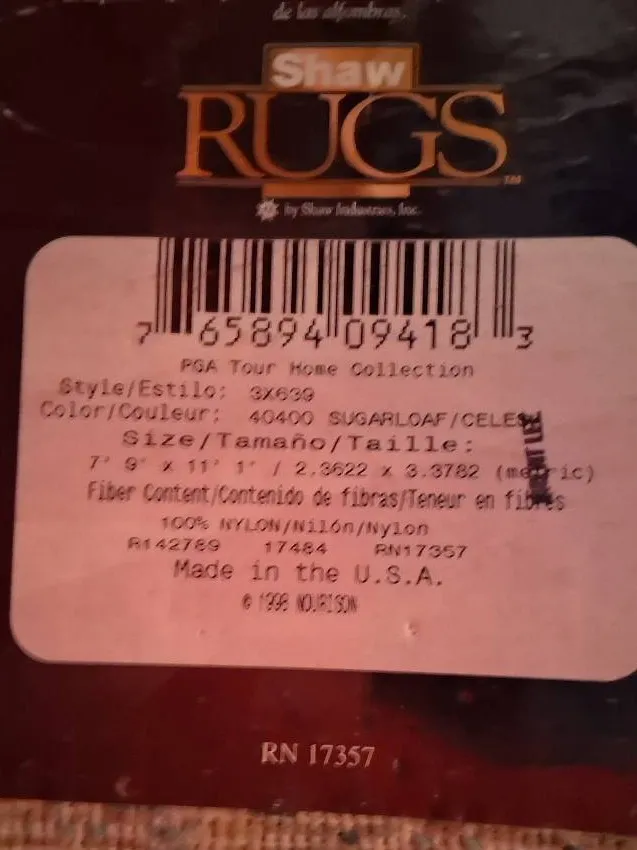 de las alfombras.
Shaw
RUGS™
by Shaw Industries, Inc.
7 65894 09418 3
PGA Tour Home Collection
Style/Estilo: 3X639
Color/Couleur: 40400 SUGARLOAF/CELES
Size/Tamaño/Taille:
7' 9" x 11' 1" / 2.3622 x 3.3782 (metric)
Fiber Content/Contenido de fibras/Teneur en fibres
100% NYLON/Nilón/Nylon
R142789 17484 RN17357
Made in the U.S.A.
© 1998 NOURISON
RN 17357